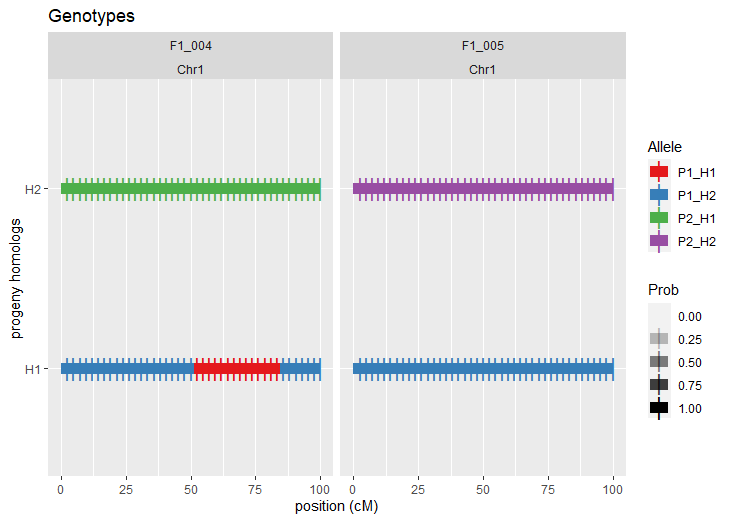 Genotypes
F1_004
F1_005
Chr1
Chr1
H2
H1
progeny homologs
0
25
50
75
100
0
25
50
75
100
position (cM)
Allele
P1_H1
P1_H2
P2_H1
P2_H2
Prob
0.00
0.25
0.50
0.75
1.00